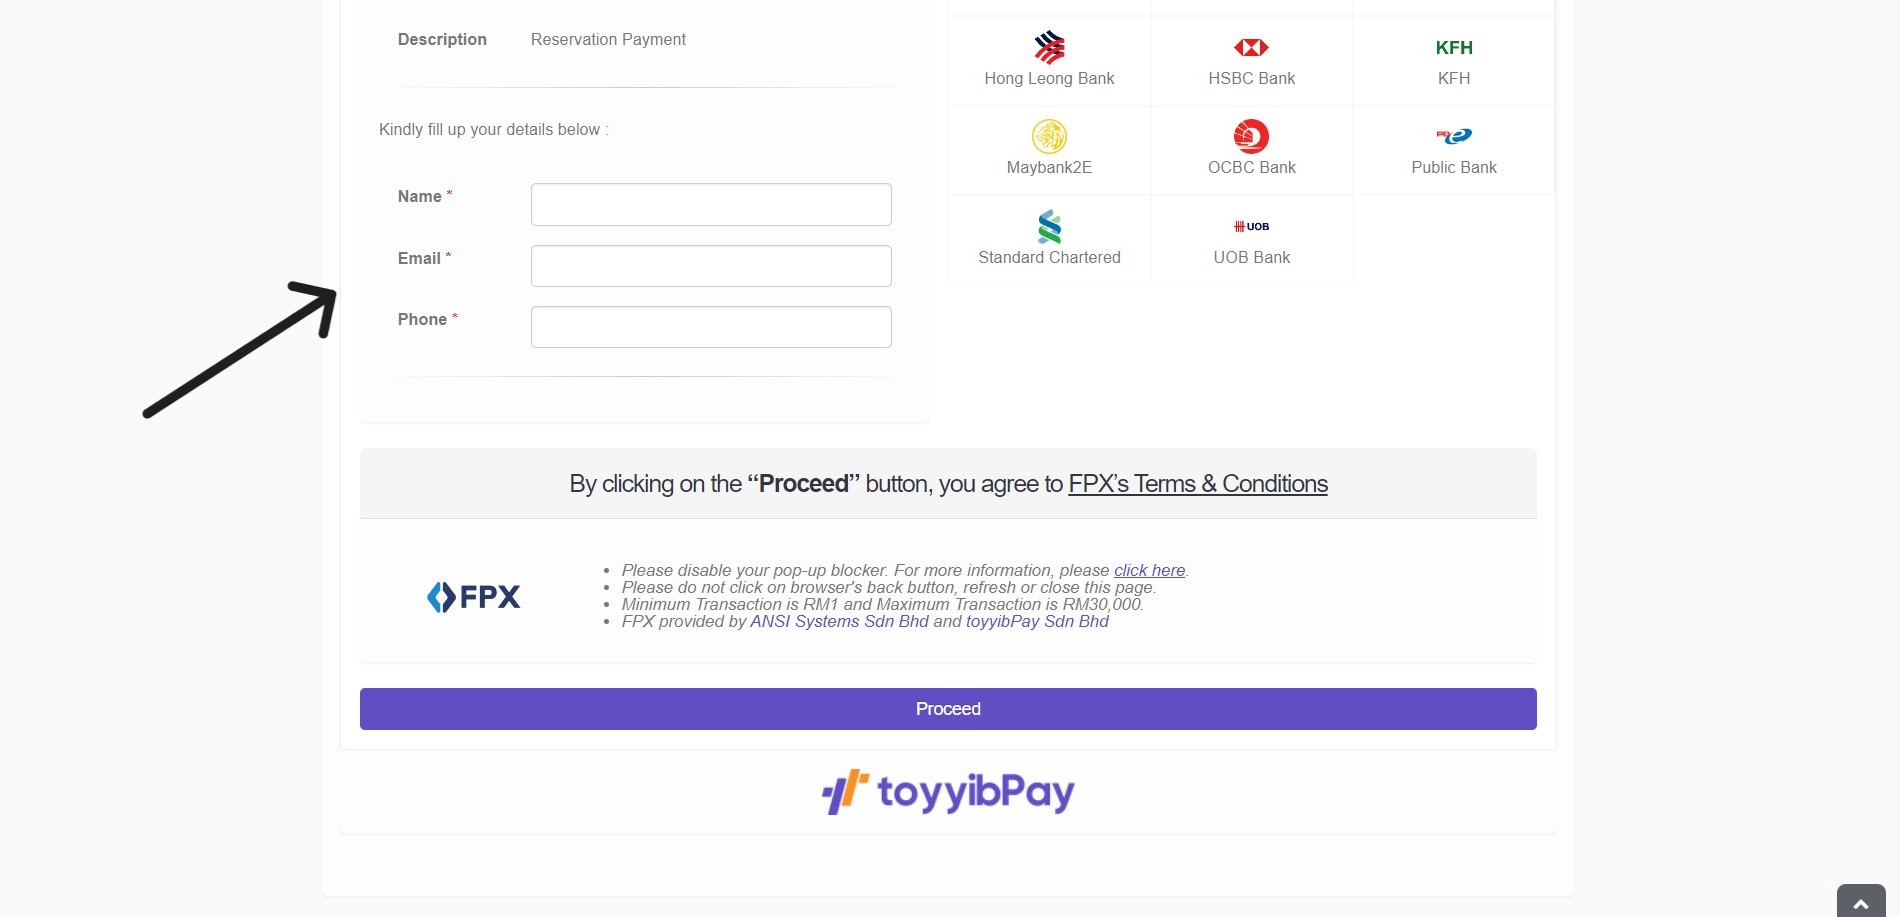 Description Reservation Payment
Kindly fill up your details below :
Name *
Email *
Phone *
Hong Leong Bank
HSBC Bank
KFH
KFH
Maybank2E
OCBC Bank
PBe
Public Bank
Standard Chartered
UOB
UOB Bank
By clicking on the “Proceed” button, you agree to FPX’s Terms & Conditions
FPX
• Please disable your pop-up blocker. For more information, please click here.
• Please do not click on browser's back button, refresh or close this page.
• Minimum Transaction is RM1 and Maximum Transaction is RM30,000.
• FPX provided by ANSI Systems Sdn Bhd and toyyibPay Sdn Bhd
Proceed
toyyibPay